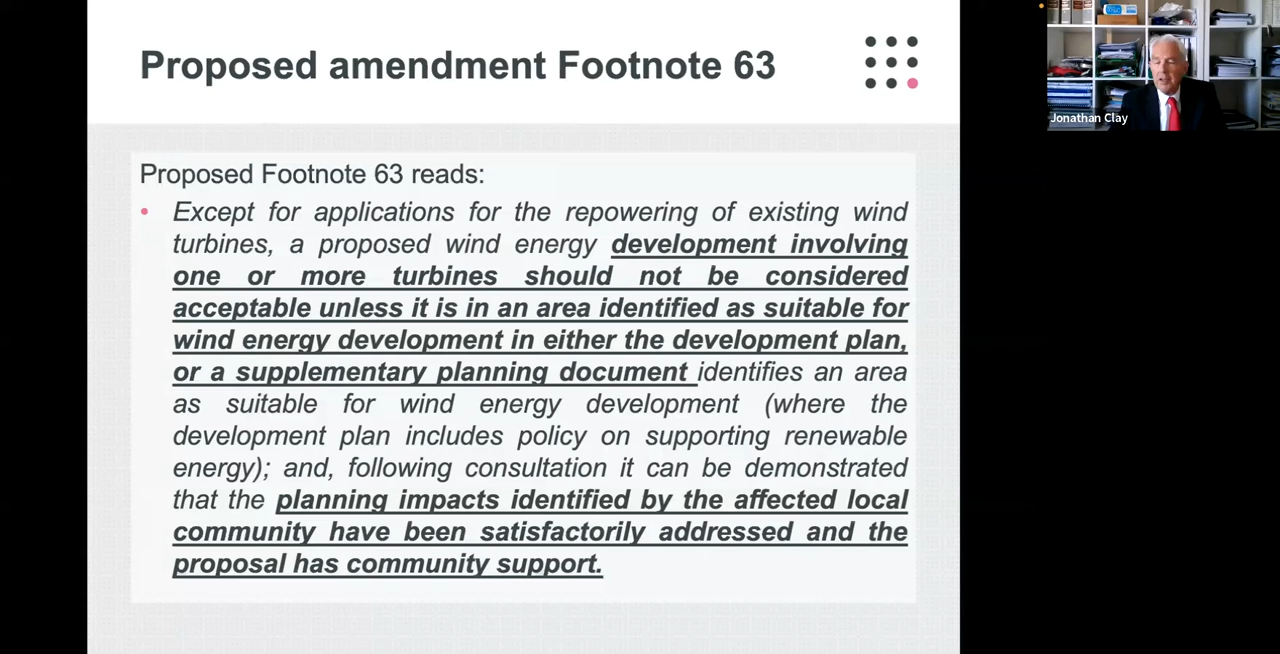 Proposed amendment Footnote 63
Proposed Footnote 63 reads:
• Except for applications for the repowering of existing wind
turbines, a proposed wind energy development involving
one or more turbines should not be considered
acceptable unless it is in an area identified as suitable for
wind energy development in either the development plan,
or a supplementary planning document identifies an area
as suitable for wind energy development (where the
development plan includes policy on supporting renewable
energy); and, following consultation it can be demonstrated
that the planning impacts identified by the affected local
community have been satisfactorily addressed and the
proposal has community support.
Jonathan Clay